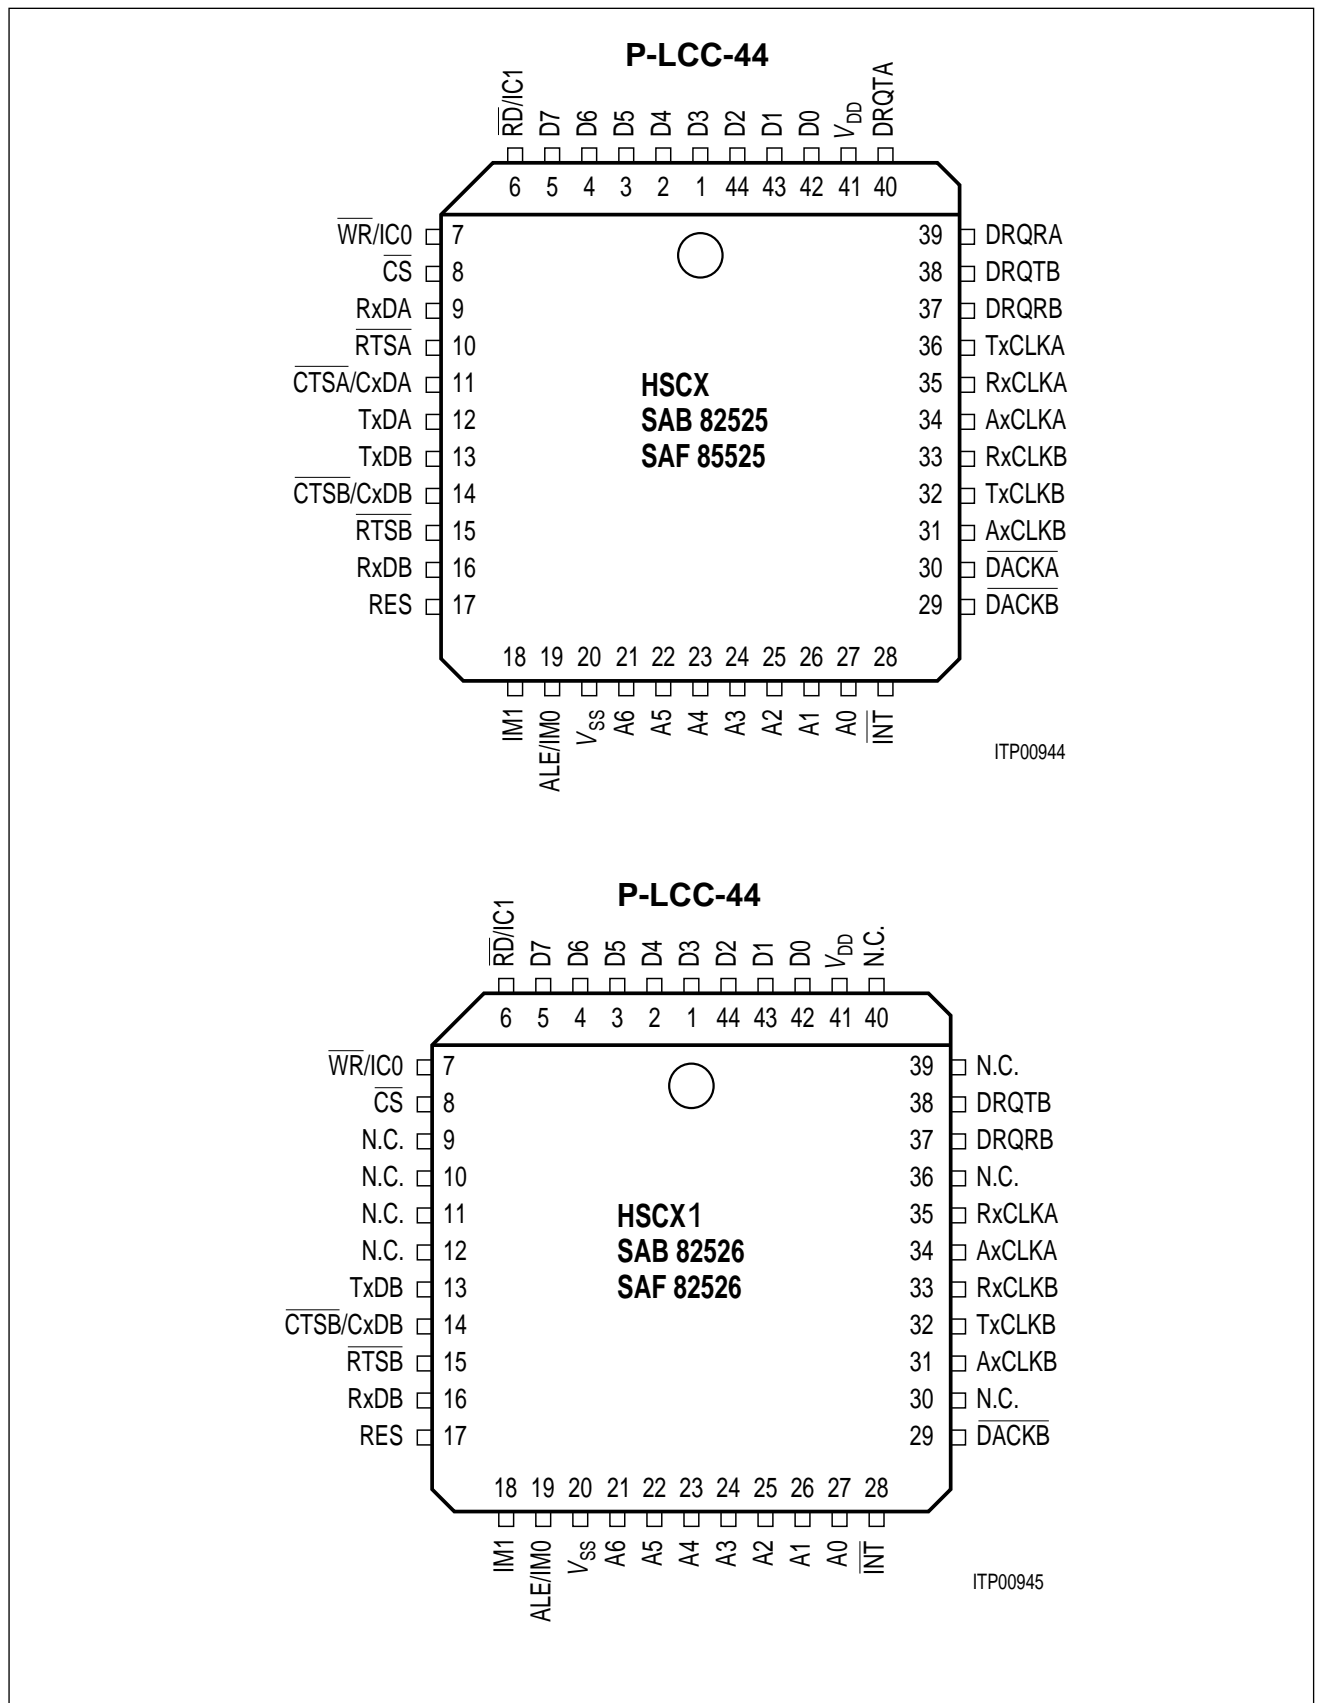 P-LCC-44
RD/IC1 D7 D6 D5 D4 D3 D2 D1 D0 VDD DRQTA
6 5 4 3 2 1 44 43 42 41 40
WR/IC0 7 39 DRQRA
CS 8 38 DRQTB
RxDA 9 37 DRQRB
RTSA 10 36 TxCLKA
CTSA/CxDA 11 35 RxCLKA
TxDA 12 34 AxCLKA
TxDB 13 33 RxCLKB
CTSB/CxDB 14 32 TxCLKB
RTSB 15 31 AxCLKB
RxDB 16 30 DACKA
RES 17 29 DACKB
HSCX
SAB 82525
SAF 85525
18 19 20 21 22 23 24 25 26 27 28
IM1 ALE/IM0 VSS A6 A5 A4 A3 A2 A1 A0 INT
ITP00944
P-LCC-44
RD/IC1 D7 D6 D5 D4 D3 D2 D1 D0 VDD N.C.
6 5 4 3 2 1 44 43 42 41 40
WR/IC0 7 39 N.C.
CS 8 38 DRQTB
N.C. 9 37 DRQRB
N.C. 10 36 N.C.
N.C. 11 35 RxCLKA
N.C. 12 34 AxCLKA
TxDB 13 33 RxCLKB
CTSB/CxDB 14 32 TxCLKB
RTSB 15 31 AxCLKB
RxDB 16 30 N.C.
RES 17 29 DACKB
HSCX1
SAB 82526
SAF 82526
18 19 20 21 22 23 24 25 26 27 28
IM1 ALE/IM0 VSS A6 A5 A4 A3 A2 A1 A0 INT
ITP00945